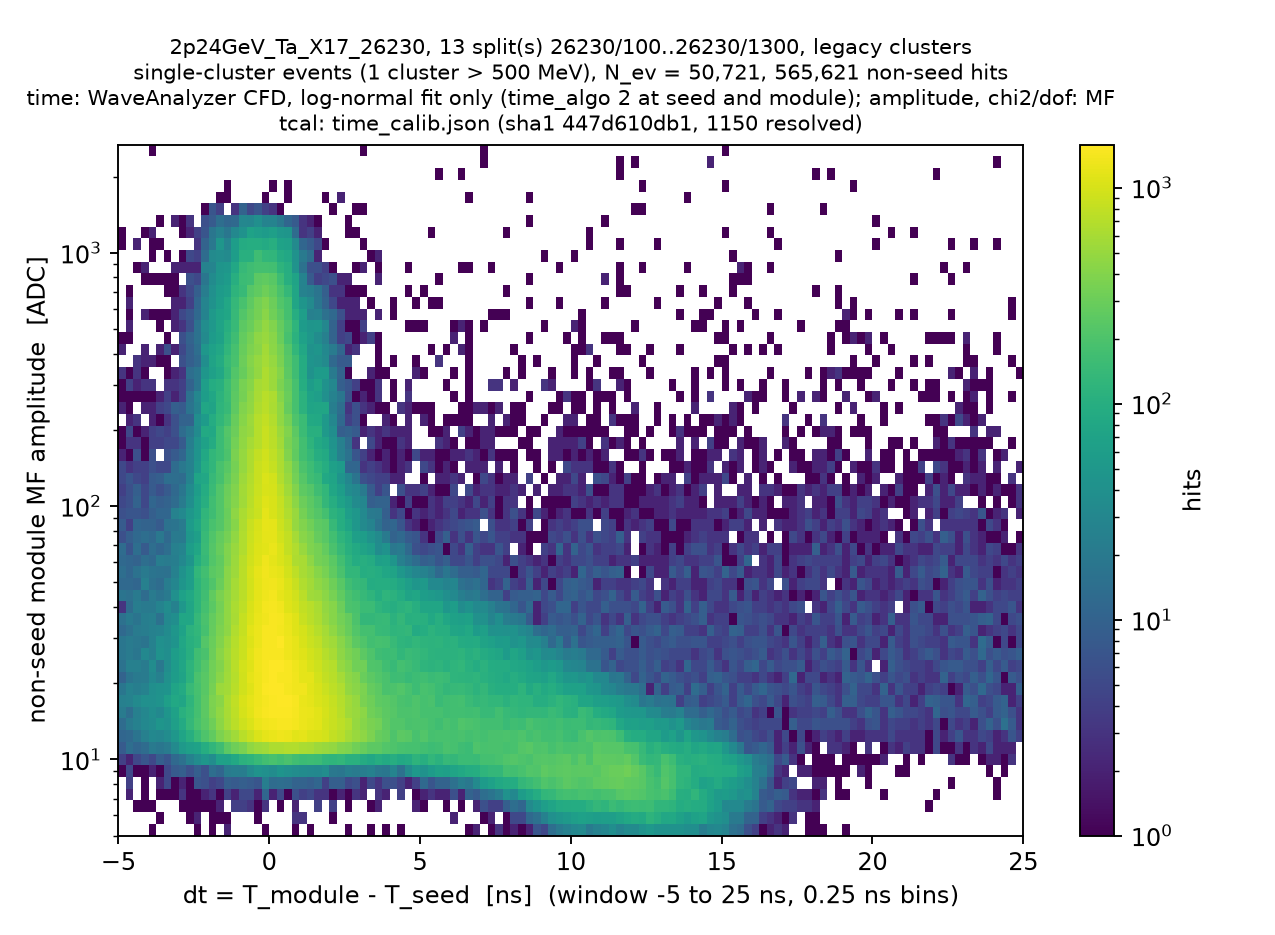 2p24GeV_Ta_X17_26230, 13 split(s) 26230/100..26230/1300, legacy clusters
single-cluster events (1 cluster > 500 MeV), N_ev = 50,721, 565,621 non-seed hits
time: WaveAnalyzer CFD, log-normal fit only (time_algo 2 at seed and module); amplitude, chi2/dof: MF
tcal: time_calib.json (sha1 447d610db1, 1150 resolved)
non-seed module MF amplitude [ADC]
10³
10²
10¹
−5 0 5 10 15 20 25
dt = T_module - T_seed [ns] (window -5 to 25 ns, 0.25 ns bins)
10³
10²
10¹
10⁰
hits